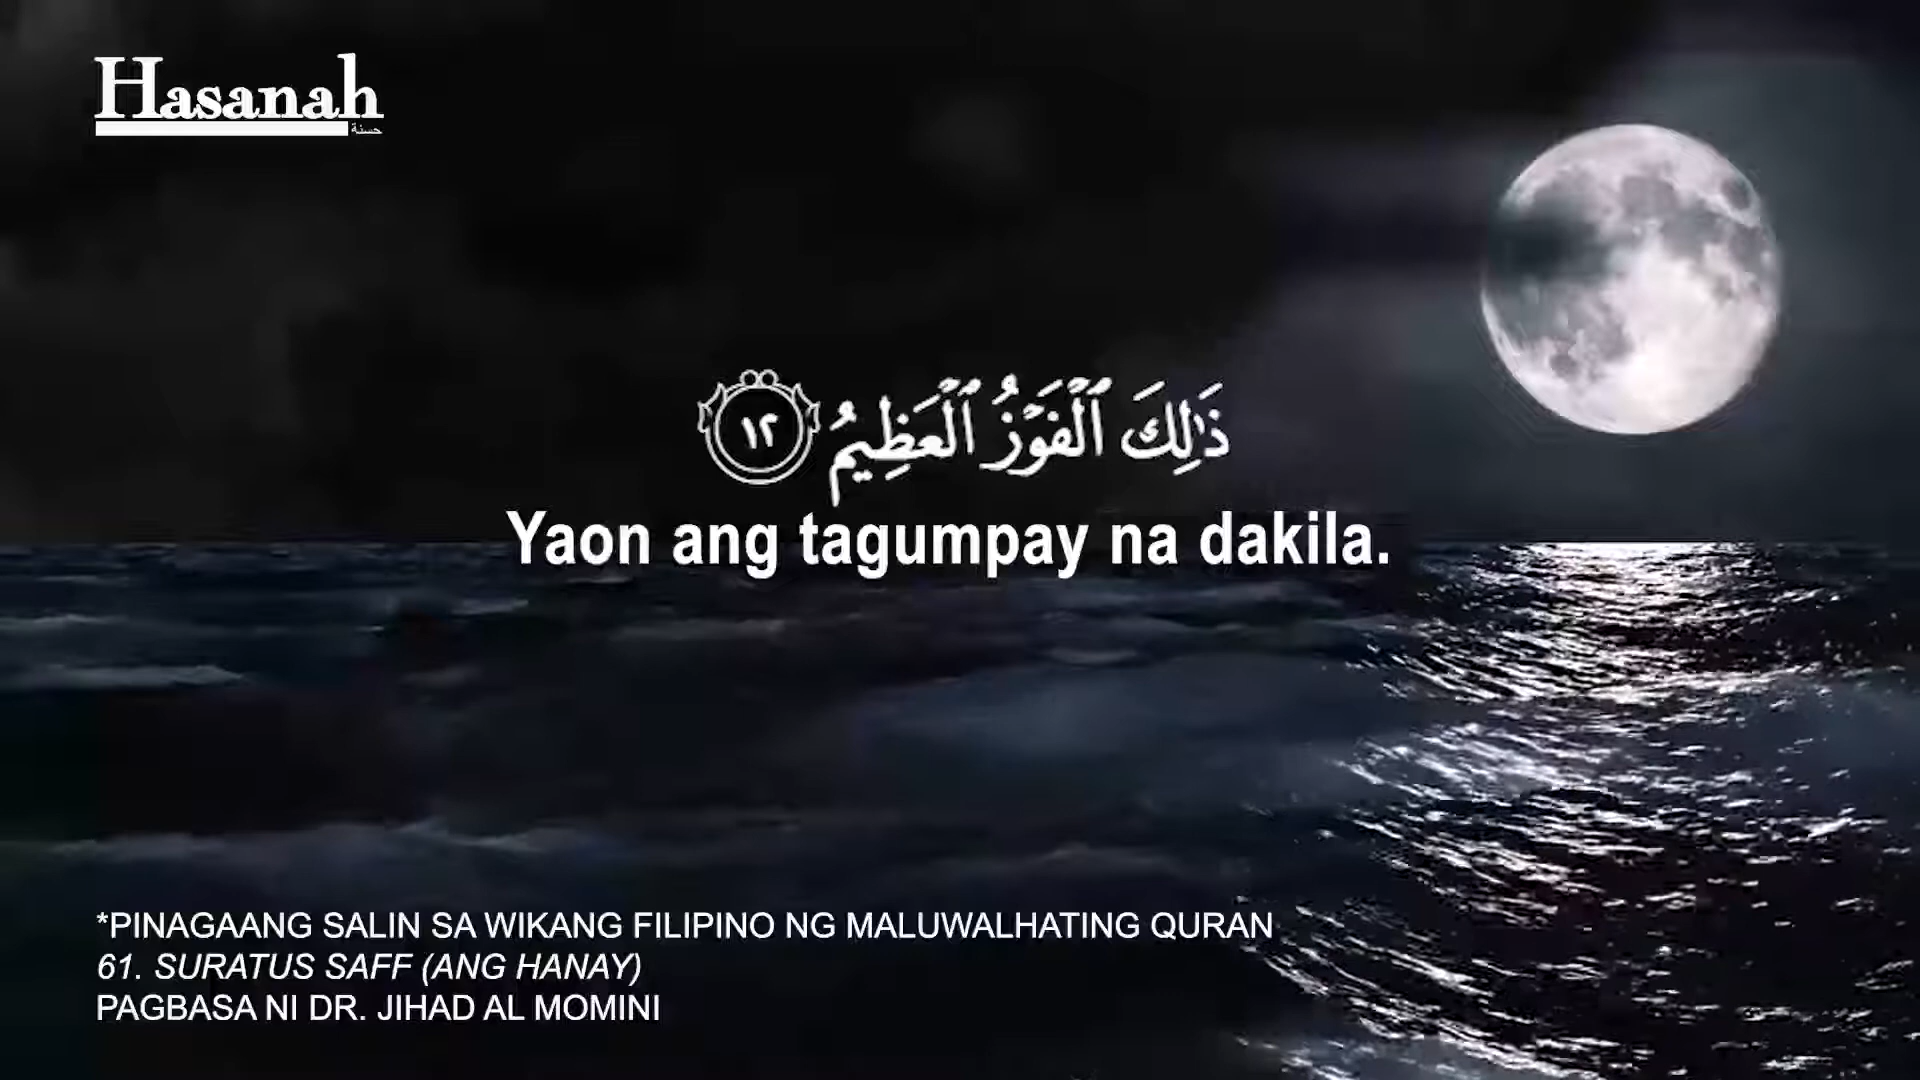 Hasanah
حسنة
ذَٰلِكَ ٱلْفَوْزُ ٱلْعَظِيمُ ١٢
Yaon ang tagumpay na dakila.
*PINAGAANG SALIN SA WIKANG FILIPINO NG MALUWALHATING QURAN
61. SURATUS SAFF (ANG HANAY)
PAGBASA NI DR. JIHAD AL MOMINI